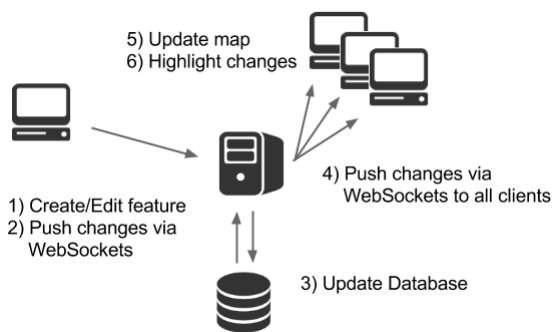 5) Update map
6) Highlight changes
1) Create/Edit feature
2) Push changes via
WebSockets
3) Update Database
4) Push changes via
WebSockets to all clients